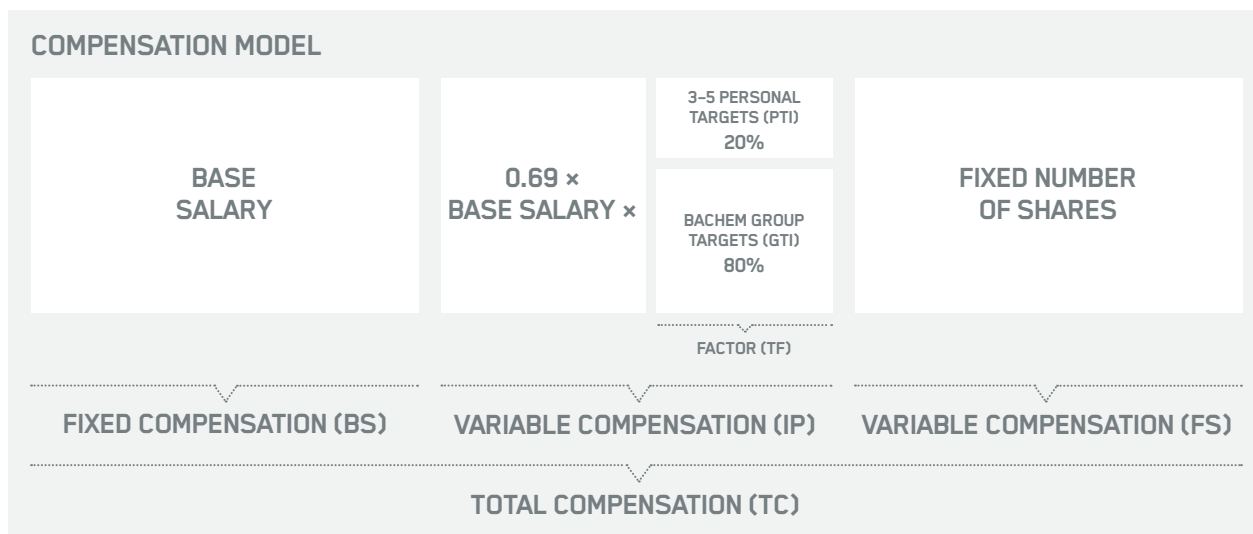 COMPENSATION MODEL
BASE
SALARY
0.69 ×
BASE SALARY ×
3–5 PERSONAL
TARGETS (PTI)
20%
BACHEM GROUP
TARGETS (GTI)
80%
FACTOR (TF)
FIXED NUMBER
OF SHARES
FIXED COMPENSATION (BS)
VARIABLE COMPENSATION (IP)
VARIABLE COMPENSATION (FS)
TOTAL COMPENSATION (TC)